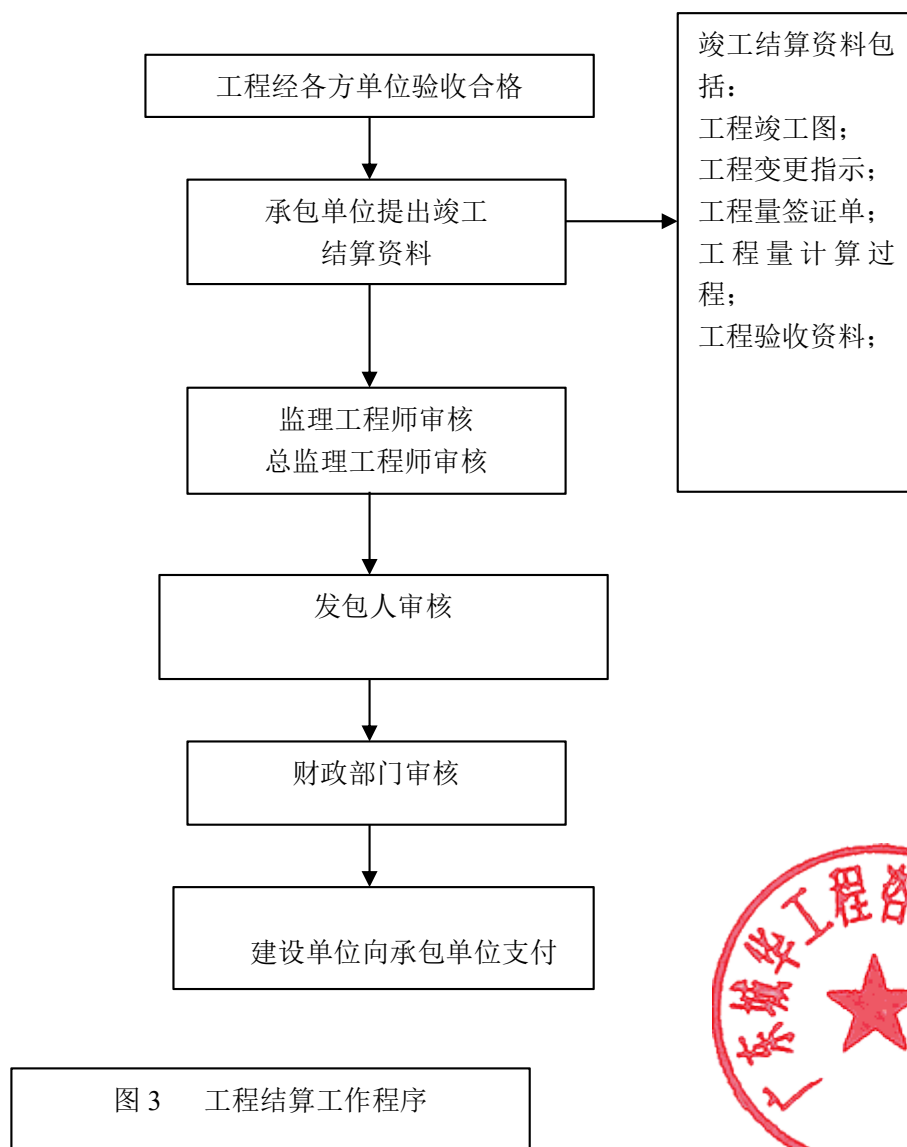 工程经各方单位验收合格
承包单位提出竣工
结算资料
竣工结算资料包
括：
工程竣工图；
工程变更指示；
工程量签证单；
工程量计算过
程；
工程验收资料；
监理工程师审核
总监理工程师审核
发包人审核
财政部门审核
建设单位向承包单位支付
图 3 工程结算工作程序
广东城华工程咨